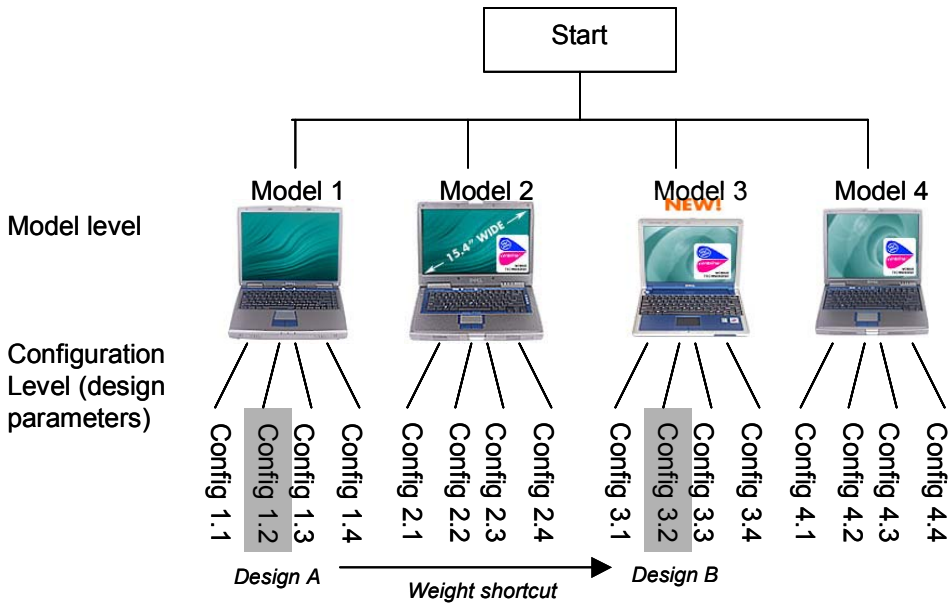 Start
Model 1
Model 2
Model 3
Model 4
NEW!
Model level
15.4" WIDE
DELL
Configuration
Level (design
parameters)
Config 1.1
Config 1.2
Config 1.3
Config 1.4
Config 2.1
Config 2.2
Config 2.3
Config 2.4
Config 3.1
Config 3.2
Config 3.3
Config 3.4
Config 4.1
Config 4.2
Config 4.3
Config 4.4
Design A
Weight shortcut
Design B